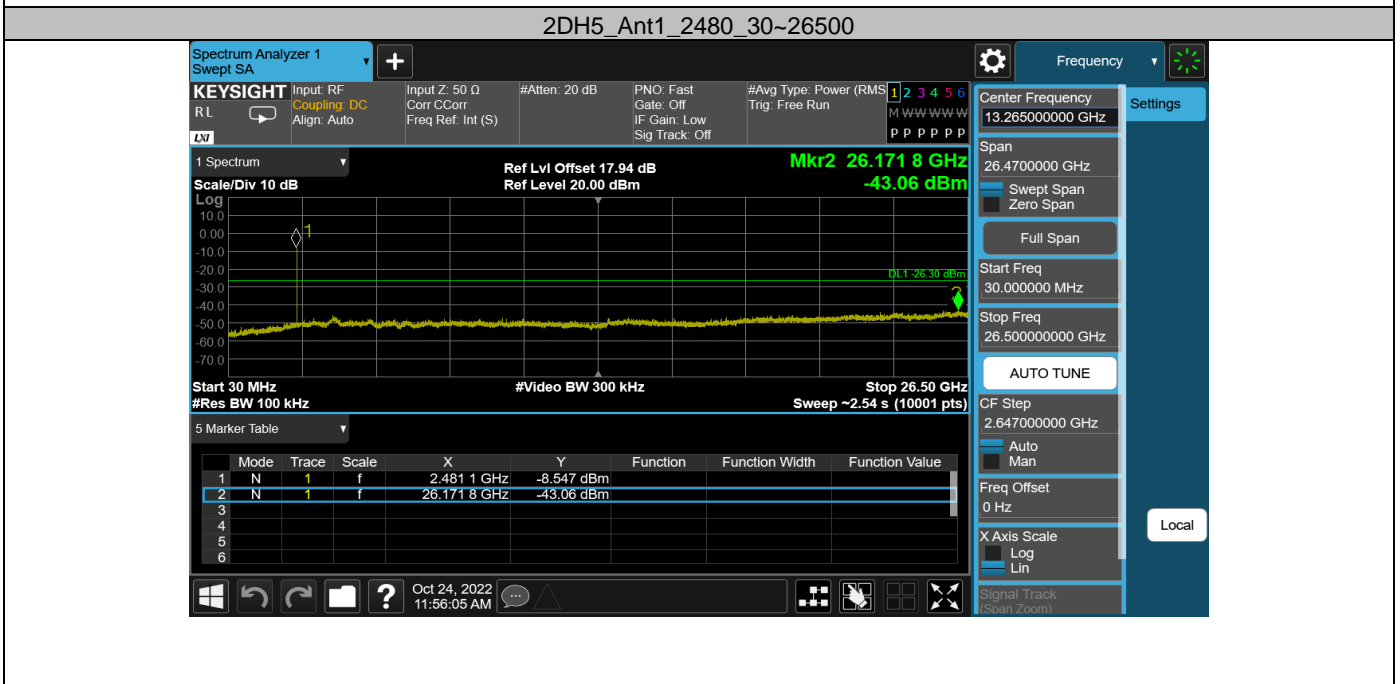 2DH5_Ant1_2480_30~26500
Spectrum Analyzer 1
Swept SA
+
Frequency
KEYSIGHT
RL
LXI
Input: RF
Coupling: DC
Align: Auto
Input Z: 50 Ω
Corr CCorr
Freq Ref: Int (S)
#Atten: 20 dB
PNO: Fast
Gate: Off
IF Gain: Low
Sig Track: Off
#Avg Type: Power (RMS
Trig: Free Run
1 2 3 4 5 6
M W W W W W
P P P P P P
1 Spectrum
Scale/Div 10 dB
Ref Lvl Offset 17.94 dB
Ref Level 20.00 dBm
Mkr2 26.171 8 GHz
-43.06 dBm
Log
10.0
0.00
-10.0
-20.0
-30.0
-40.0
-50.0
-60.0
-70.0
1
DL1 -26.30 dBm
2
Start 30 MHz
#Res BW 100 kHz
#Video BW 300 kHz
Stop 26.50 GHz
Sweep ~2.54 s (10001 pts)
5 Marker Table
Mode Trace Scale X Y Function Function Width Function Value
1 N 1 f 2.481 1 GHz -8.547 dBm
2 N 1 f 26.171 8 GHz -43.06 dBm
3
4
5
6
?
Oct 24, 2022
11:56:05 AM
Center Frequency
13.265000000 GHz
Span
26.4700000 GHz
Swept Span
Zero Span
Full Span
Start Freq
30.000000 MHz
Stop Freq
26.500000000 GHz
AUTO TUNE
CF Step
2.647000000 GHz
Auto
Man
Freq Offset
0 Hz
X Axis Scale
Log
Lin
Signal Track
(Span Zoom)
Settings
Local